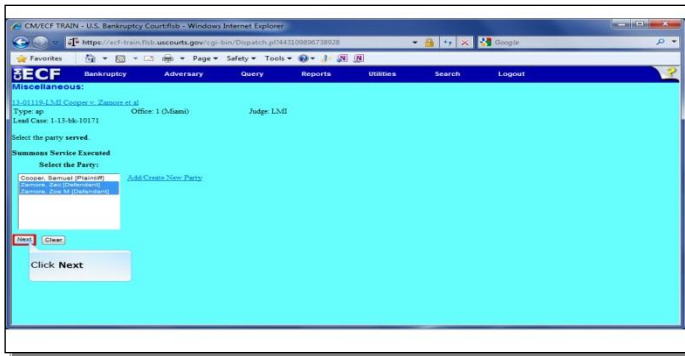 CM/ECF TRAIN - U.S. Bankruptcy Court:flsb - Windows Internet Explorer
https://ecf-train.flsb.uscourts.gov/cgi-bin/Dispatch.pl?443109896738928
Google
Favorites Page Safety Tools
ECF Bankruptcy Adversary Query Reports Utilities Search Logout ?
Miscellaneous:
13-01119-LMI Cooper v. Zamore et al
Type: ap Office: 1 (Miami) Judge: LMI
Lead Case: 1-13-bk-10171
Select the party served.
Summons Service Executed
Select the Party:
Cooper, Samuel [Plaintiff] Add/Create New Party
Zamore, Zac [Defendant]
Zamore, Zoe M [Defendant]
Next Clear
Click Next